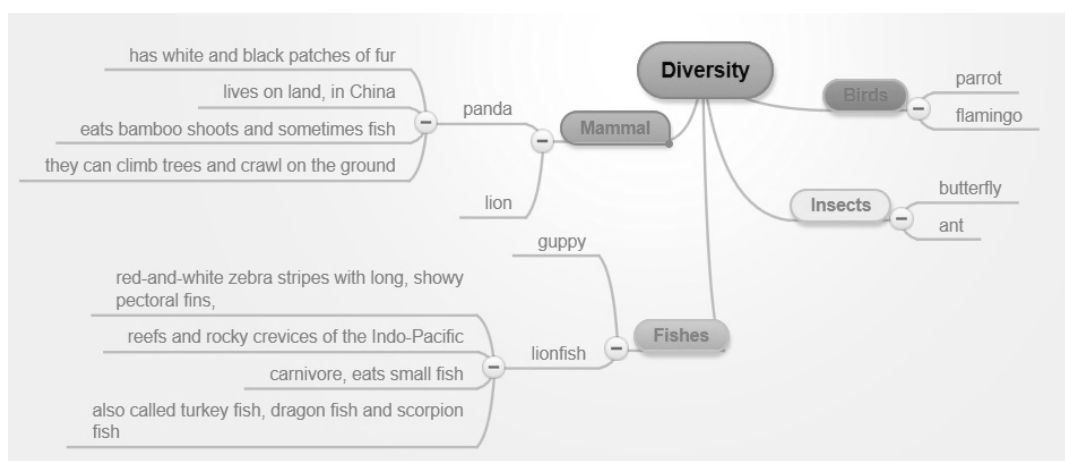 Diversity
Mammal
panda
has white and black patches of fur
lives on land, in China
eats bamboo shoots and sometimes fish
they can climb trees and crawl on the ground
lion
Birds
parrot
flamingo
Insects
butterfly
ant
Fishes
guppy
lionfish
red-and-white zebra stripes with long, showy
pectoral fins,
reefs and rocky crevices of the Indo-Pacific
carnivore, eats small fish
also called turkey fish, dragon fish and scorpion
fish